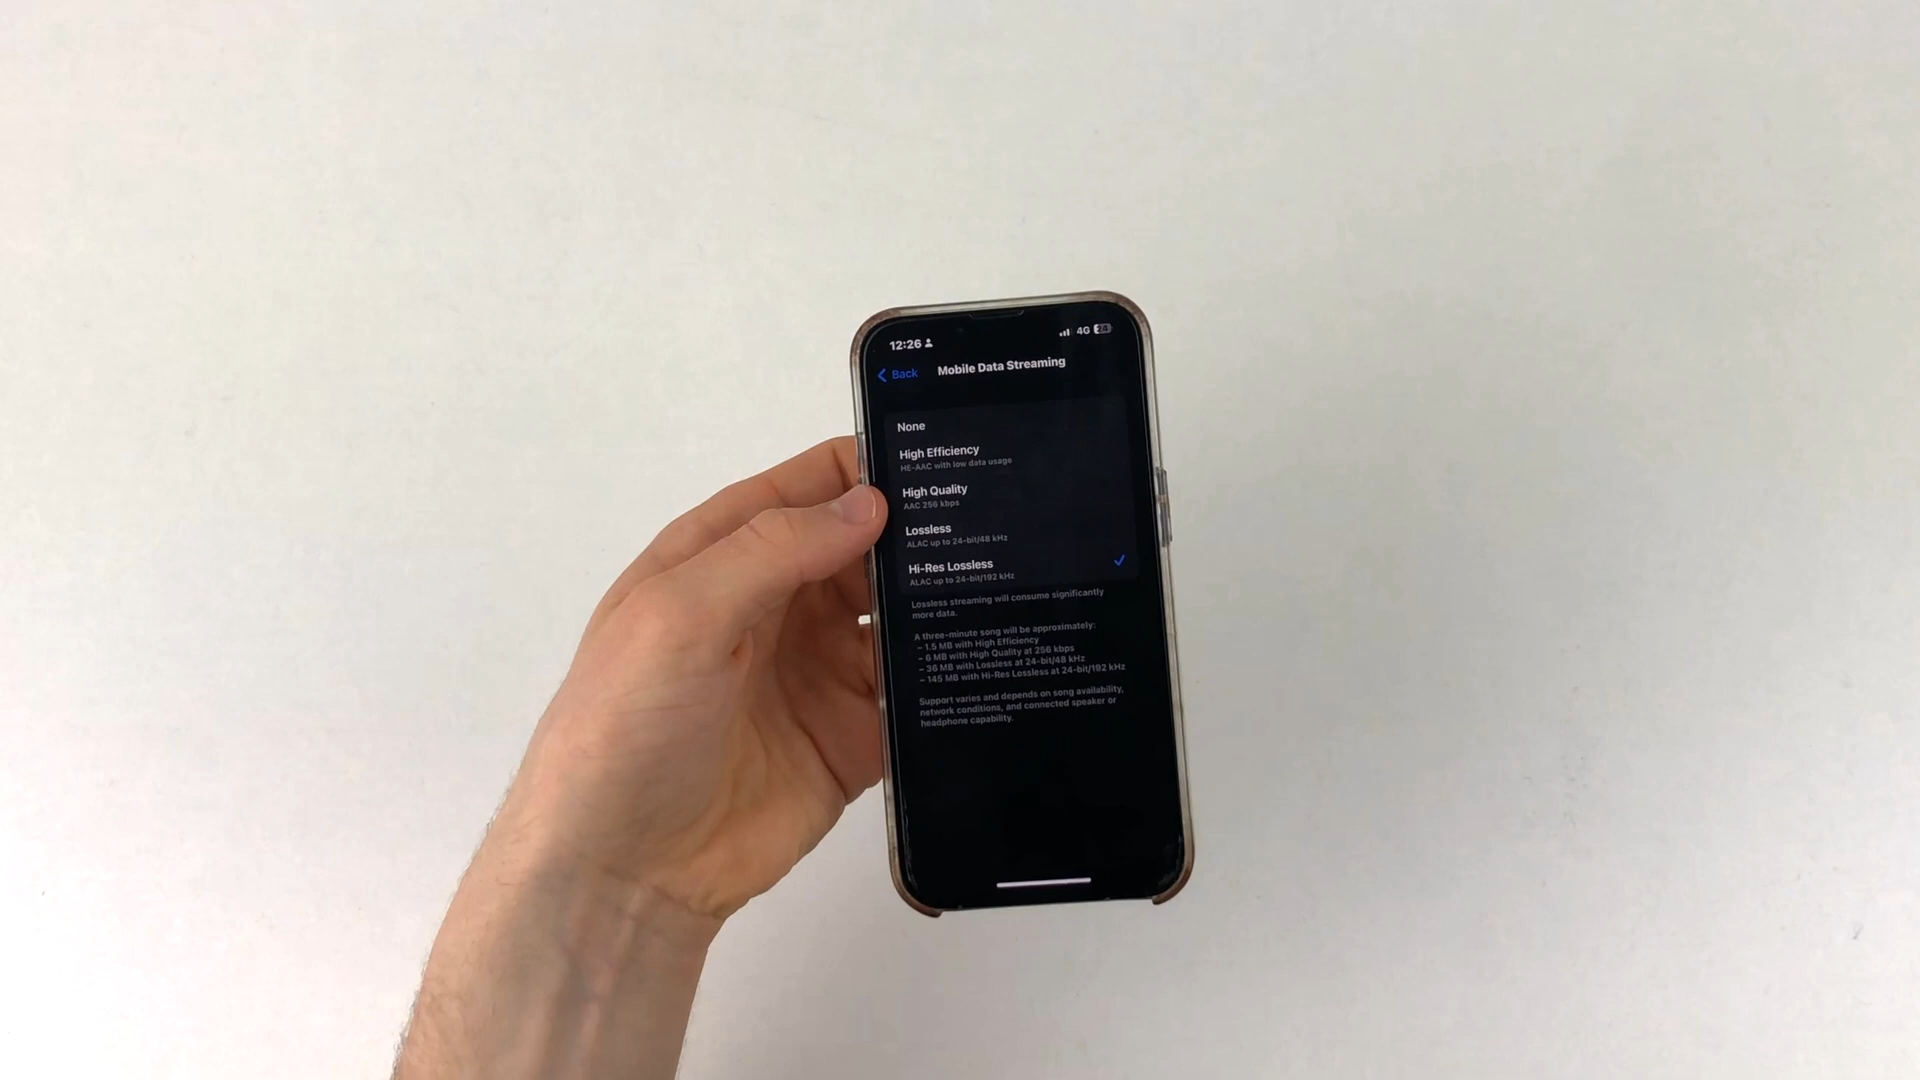 12:26
4G 24
Back
Mobile Data Streaming
None
High Efficiency
HE-AAC with low data usage
High Quality
AAC 256 kbps
Lossless
ALAC up to 24-bit/48 kHz
Hi-Res Lossless
ALAC up to 24-bit/192 kHz
Lossless streaming will consume significantly
more data.
A three-minute song will be approximately:
– 1.5 MB with High Efficiency
– 6 MB with High Quality at 256 kbps
– 36 MB with Lossless at 24-bit/48 kHz
– 145 MB with Hi-Res Lossless at 24-bit/192 kHz
Support varies and depends on song availability,
network conditions, and connected speaker or
headphone capability.